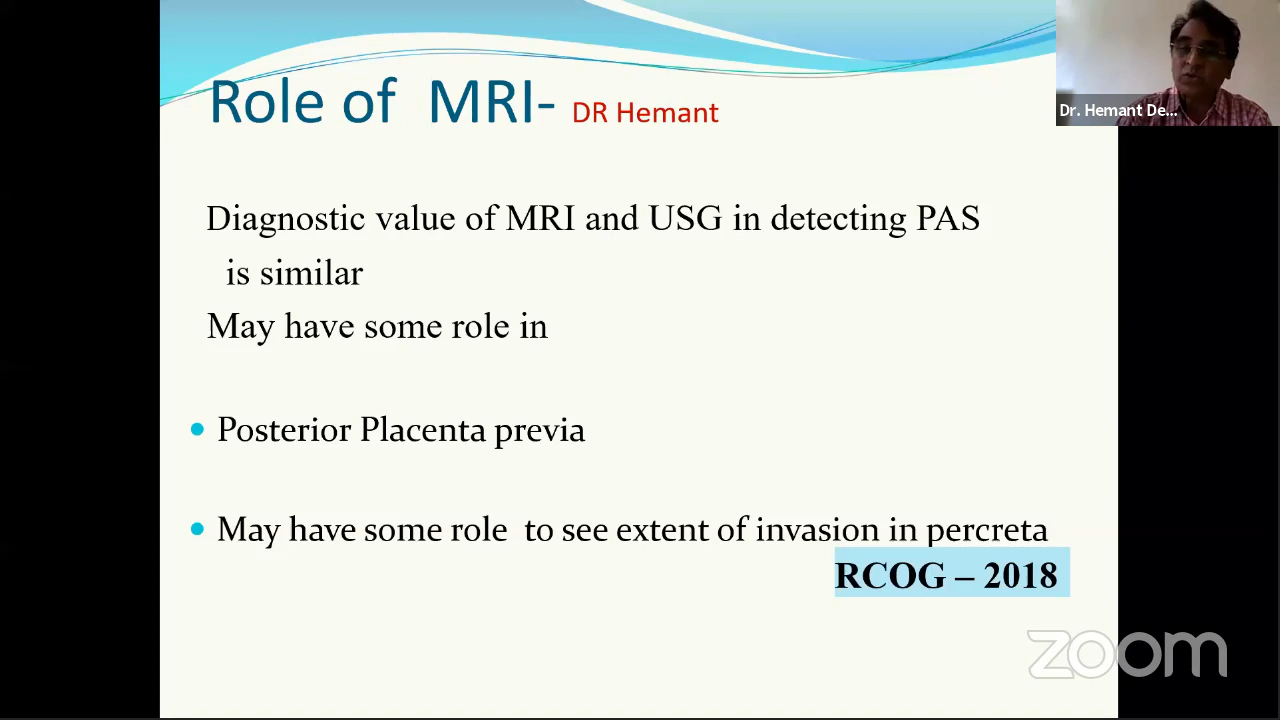 Role of MRI- DR Hemant
Dr. Hemant De...
Diagnostic value of MRI and USG in detecting PAS
is similar
May have some role in
• Posterior Placenta previa
• May have some role to see extent of invasion in percreta
RCOG – 2018
zoom